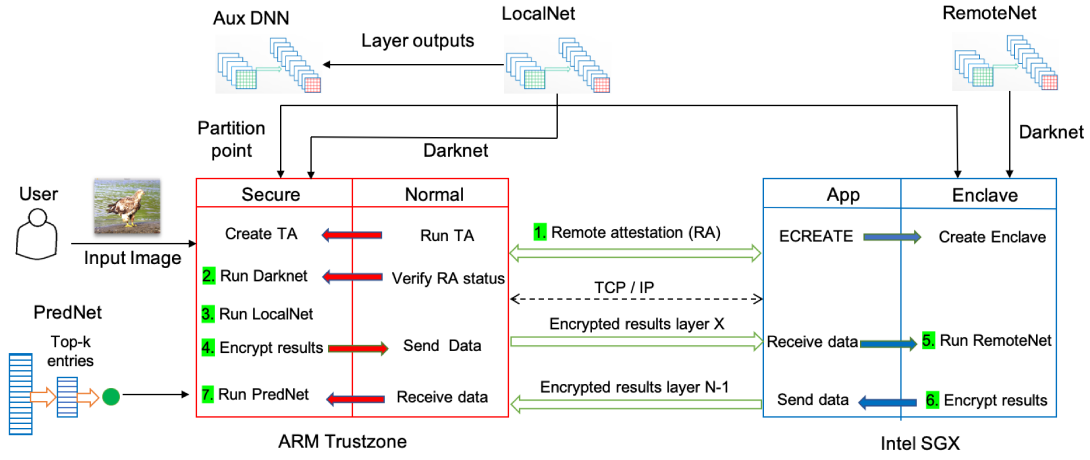 Aux DNN
LocalNet
RemoteNet
Layer outputs
Partition
point
Darknet
Darknet
User
Input Image
Secure
Normal
App
Enclave
Create TA
Run TA
1. Remote attestation (RA)
ECREATE
Create Enclave
2. Run Darknet
Verify RA status
TCP / IP
PredNet
Top-k
entries
3. Run LocalNet
Encrypted results layer X
4. Encrypt results
Send Data
Receive data
5. Run RemoteNet
Encrypted results layer N-1
7. Run PredNet
Receive data
Send data
6. Encrypt results
ARM Trustzone
Intel SGX